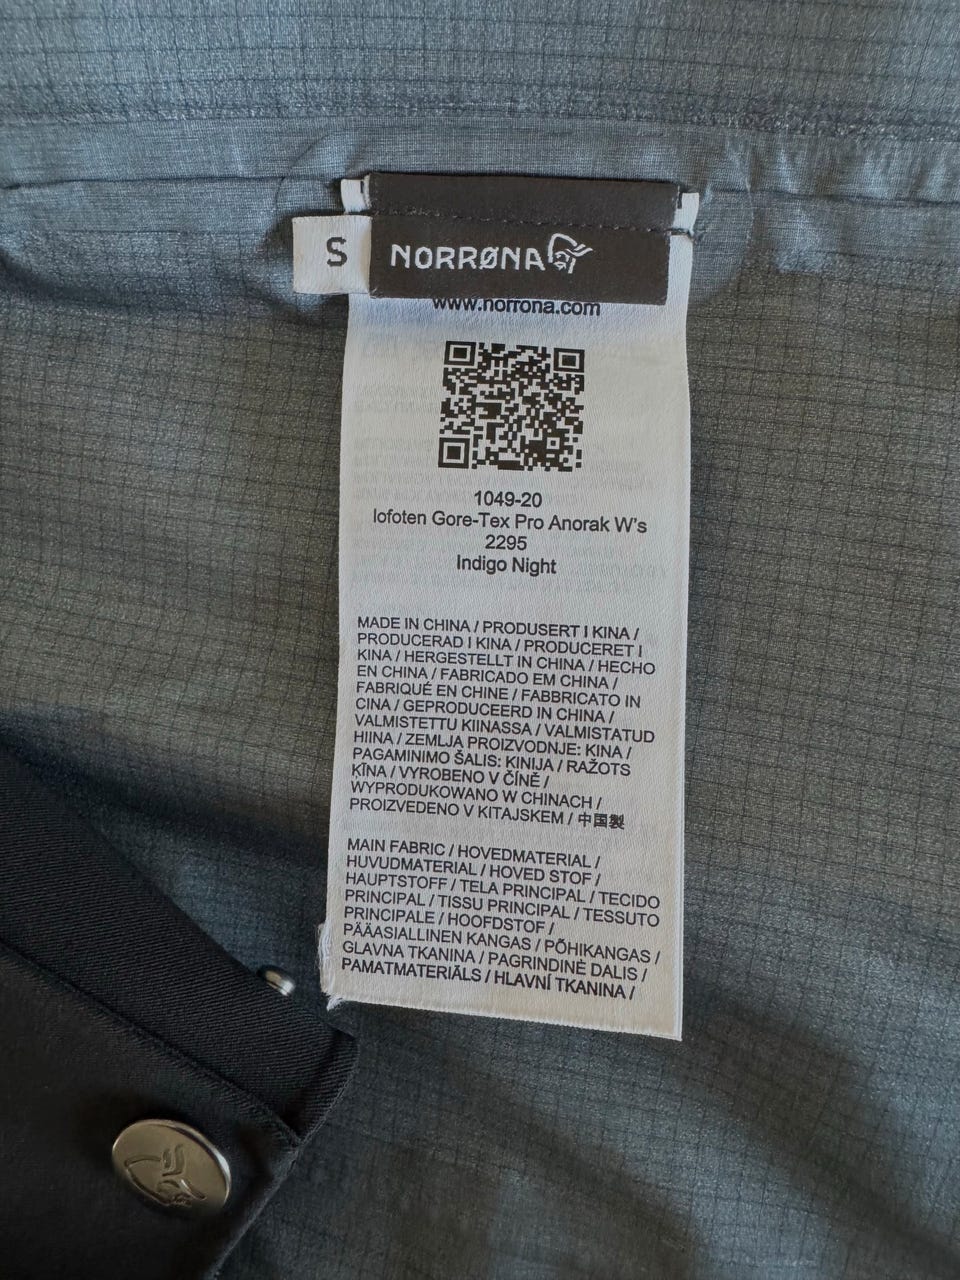 S
NORRØNA
www.norrona.com
1049-20
lofoten Gore-Tex Pro Anorak W's
2295
Indigo Night
MADE IN CHINA / PRODUSERT I KINA /
PRODUCERAD I KINA / PRODUCERET I
KINA / HERGESTELLT IN CHINA / HECHO
EN CHINA / FABRICADO EM CHINA /
FABRIQUÉ EN CHINE / FABBRICATO IN
CINA / GEPRODUCEERD IN CHINA /
VALMISTETTU KIINASSA / VALMISTATUD
HIINA / ZEMLJA PROIZVODNJE: KINA /
PAGAMINIMO ŠALIS: KINIJA / RAŽOTS
ĶĪNA / VYROBENO V ČÍNĚ /
WYPRODUKOWANO W CHINACH /
PROIZVEDENO V KITAJSKEM / 中国製
MAIN FABRIC / HOVEDMATERIAL /
HUVUDMATERIAL / HOVED STOF /
HAUPTSTOFF / TELA PRINCIPAL / TECIDO
PRINCIPAL / TISSU PRINCIPAL / TESSUTO
PRINCIPALE / HOOFDSTOF /
PÄÄASIALLINEN KANGAS / PÕHIKANGAS /
GLAVNA TKANINA / PAGRINDINĖ DALIS /
PAMATMATERIĀLS / HLAVNÍ TKANINA /